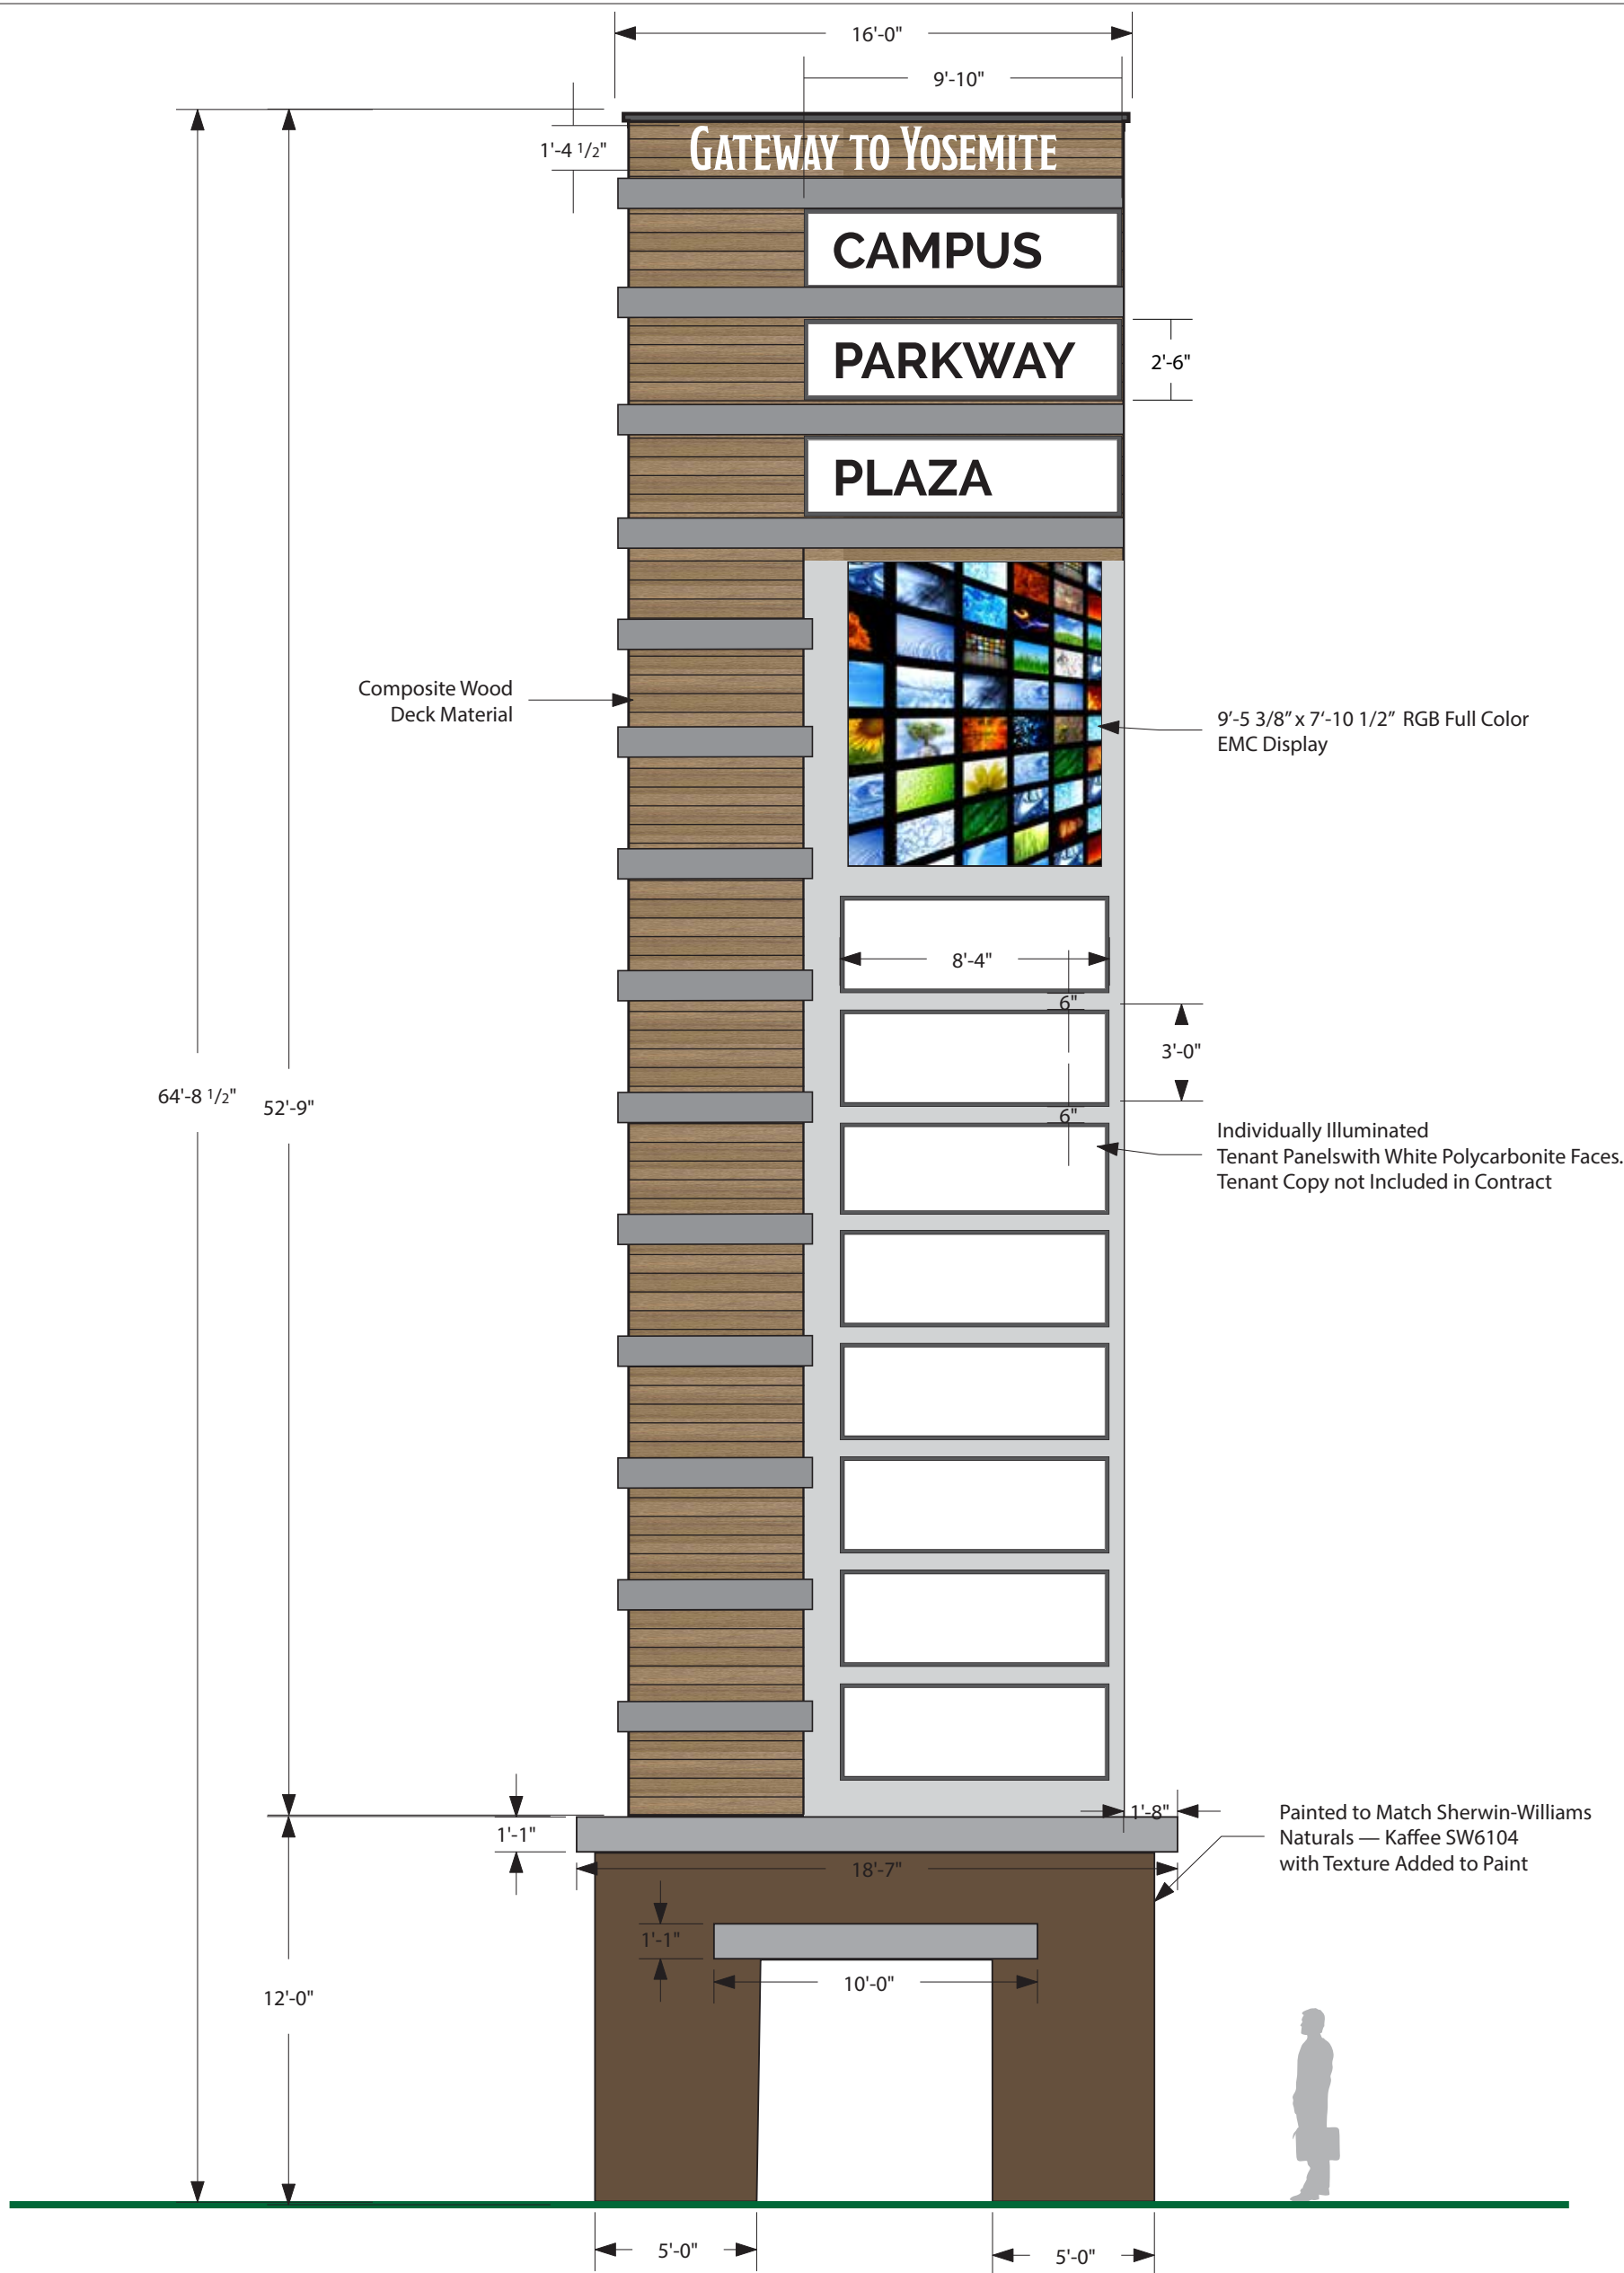 16'-0"
9'-10"
1'-4 1/2"
GATEWAY TO YOSEMITE
CAMPUS
PARKWAY
2'-6"
PLAZA
Composite Wood
Deck Material
9'-5 3/8" x 7'-10 1/2" RGB Full Color
EMC Display
8'-4"
6"
3'-0"
64'-8 1/2"
52'-9"
6"
Individually Illuminated
Tenant Panelswith White Polycarbonite Faces.
Tenant Copy not Included in Contract
1'-8"
1'-1"
Painted to Match Sherwin-Williams
Naturals — Kaffee SW6104
with Texture Added to Paint
18'-7"
1'-1"
10'-0"
12'-0"
5'-0"
5'-0"